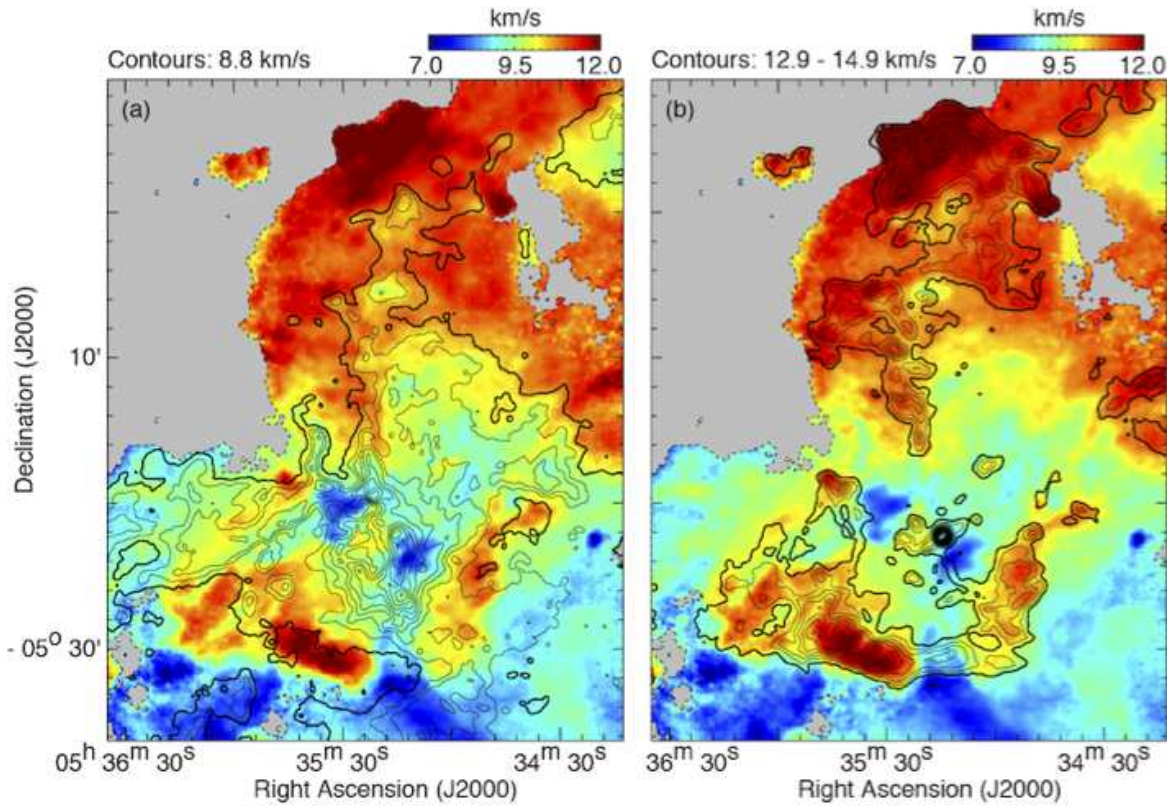 km/s
km/s
Contours: 8.8 km/s
7.0 9.5 12.0
Contours: 12.9 - 14.9 km/s
7.0 9.5 12.0
(a)
(b)
Declination (J2000)
10'
- 05° 30'
05ʰ 36ᵐ 30ˢ 35ᵐ 30ˢ 34ᵐ 30ˢ
36ᵐ 30ˢ 35ᵐ 30ˢ 34ᵐ 30ˢ
Right Ascension (J2000)
Right Ascension (J2000)